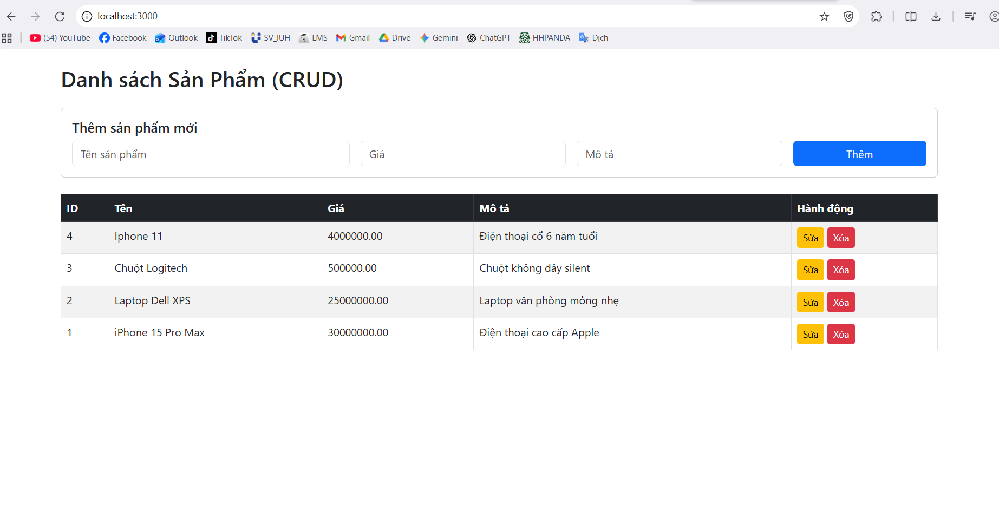 localhost:3000
(54) YouTube Facebook Outlook TikTok SV_IUH LMS Gmail Drive Gemini ChatGPT HHPANDA Dịch
Danh sách Sản Phẩm (CRUD)
Thêm sản phẩm mới
Tên sản phẩm Giá Mô tả Thêm
ID Tên Giá Mô tả Hành động
4 Iphone 11 4000000.00 Điện thoại cổ 6 năm tuổi Sửa Xóa
3 Chuột Logitech 500000.00 Chuột không dây silent Sửa Xóa
2 Laptop Dell XPS 25000000.00 Laptop văn phòng mỏng nhẹ Sửa Xóa
1 iPhone 15 Pro Max 30000000.00 Điện thoại cao cấp Apple Sửa Xóa